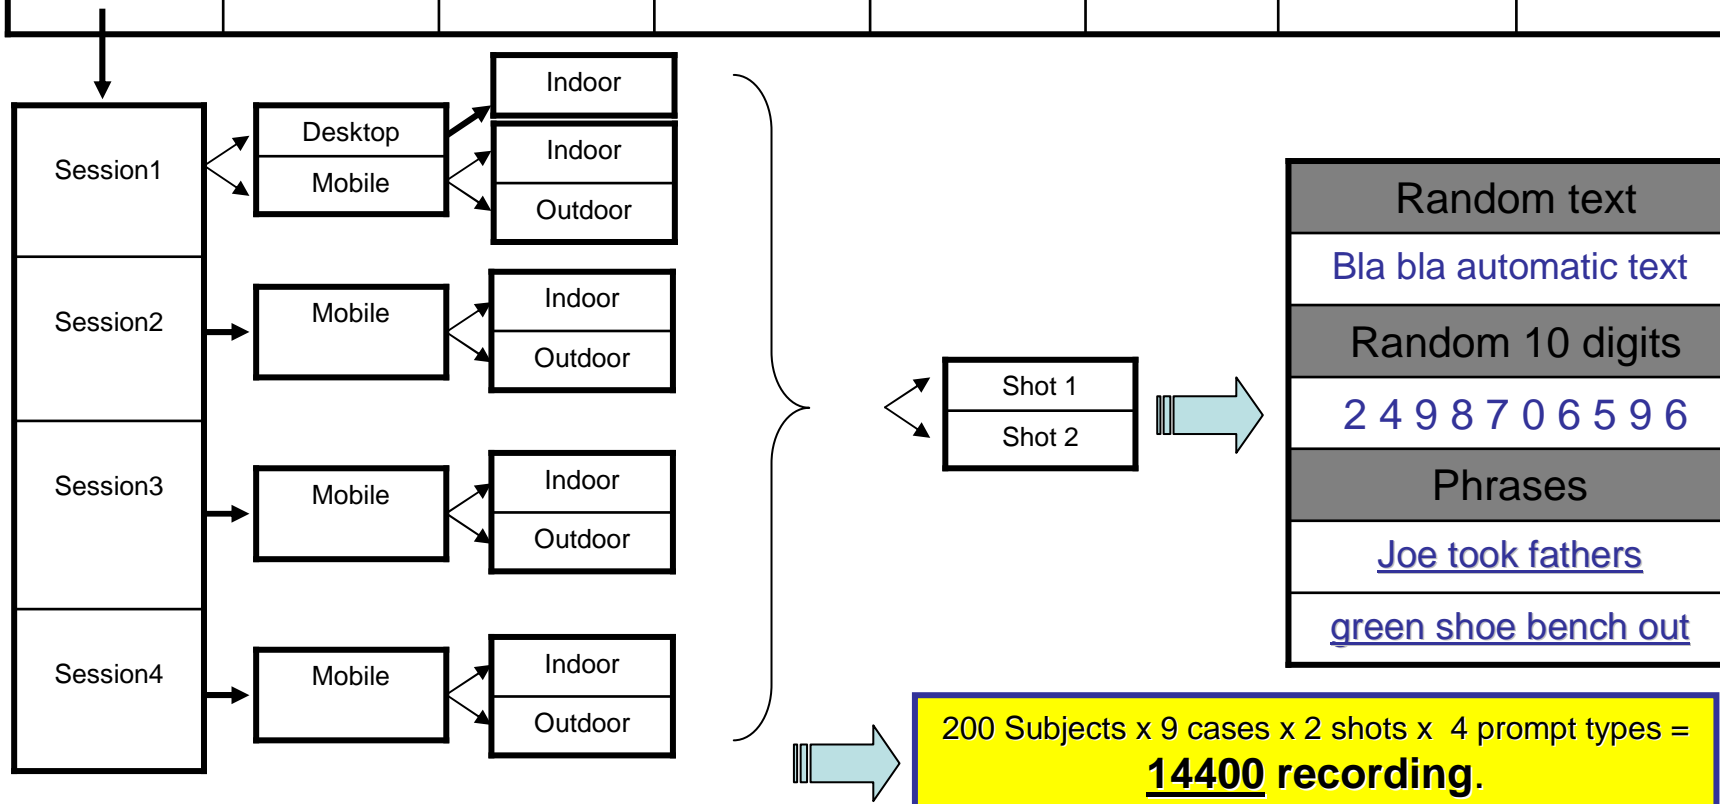 Session1
Desktop
Mobile
Indoor
Indoor
Outdoor
Session2
Mobile
Indoor
Outdoor
Session3
Mobile
Indoor
Outdoor
Session4
Mobile
Indoor
Outdoor
Shot 1
Shot 2
Random text
Bla bla automatic text
Random 10 digits
2 4 9 8 7 0 6 5 9 6
Phrases
Joe took fathers
green shoe bench out
200 Subjects x 9 cases x 2 shots x 4 prompt types =
14400 recording.